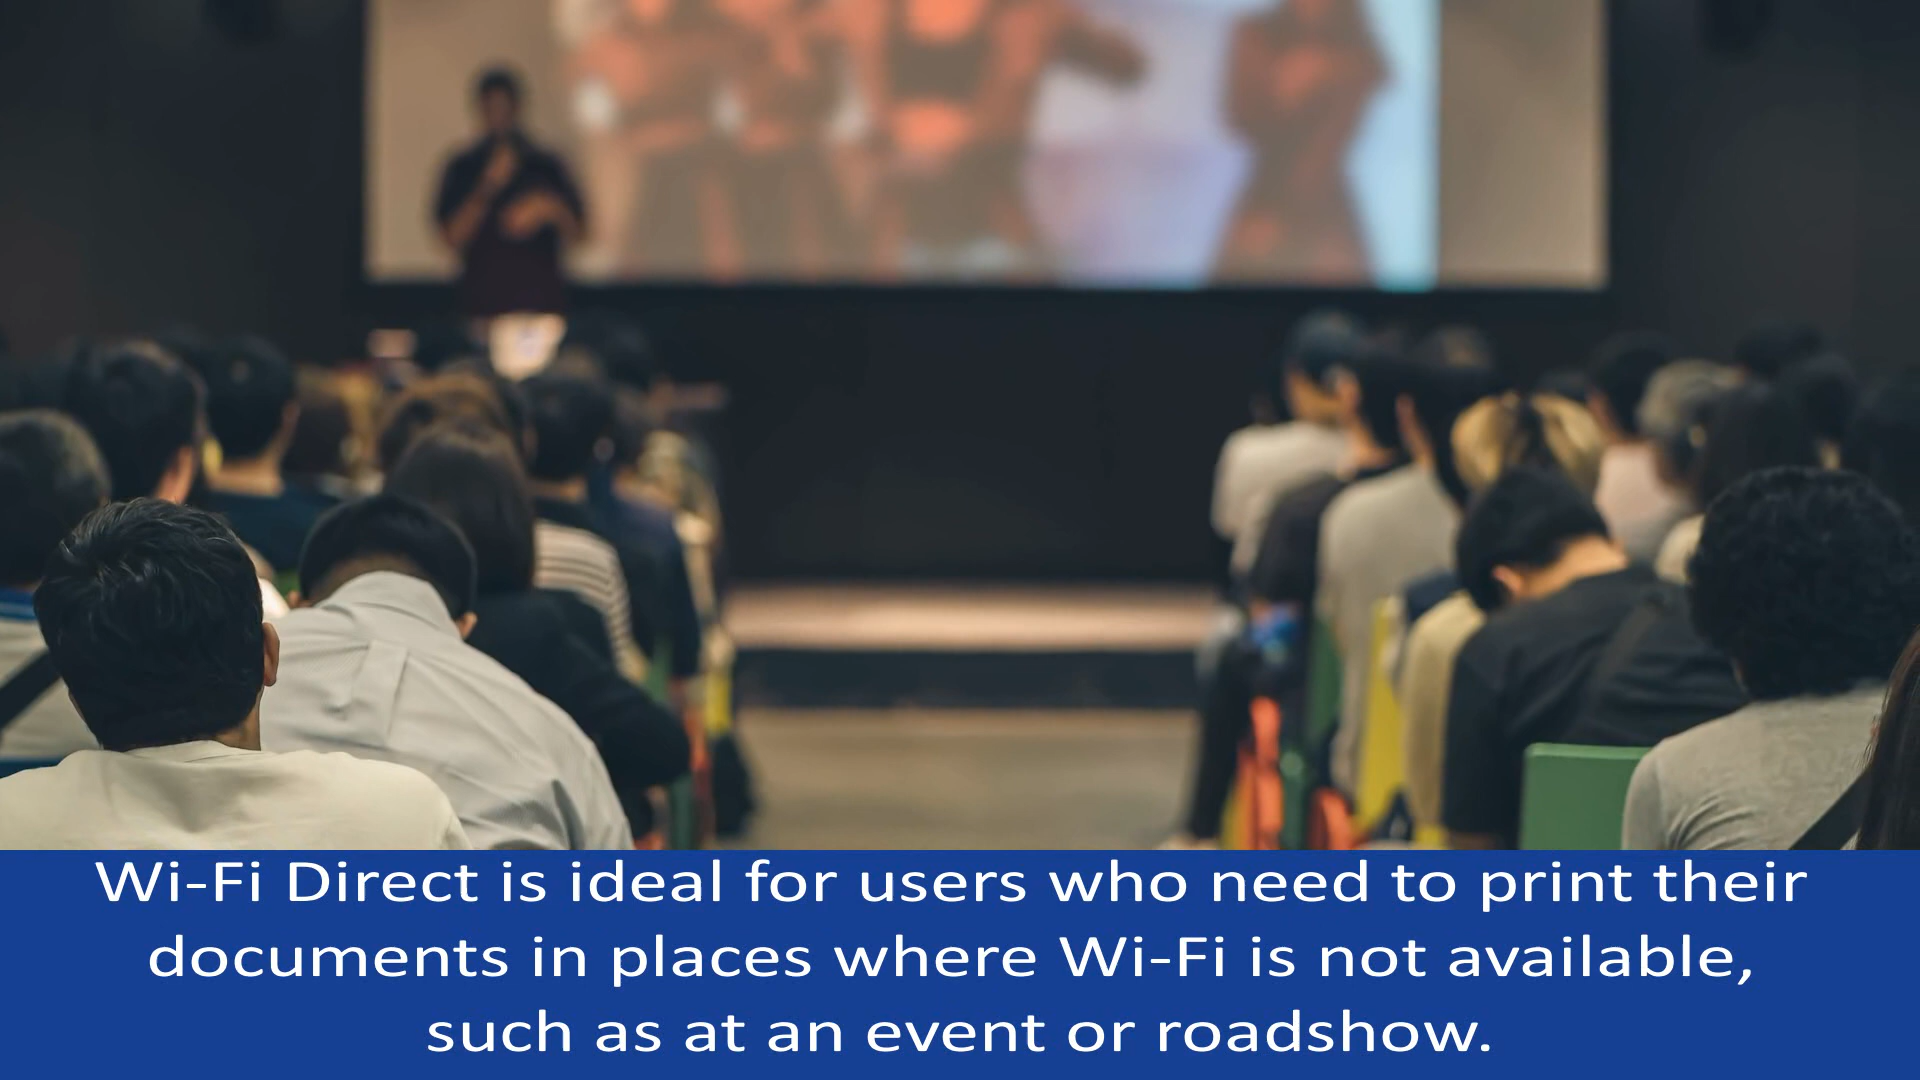 Wi-Fi Direct is ideal for users who need to print their
documents in places where Wi-Fi is not available,
such as at an event or roadshow.